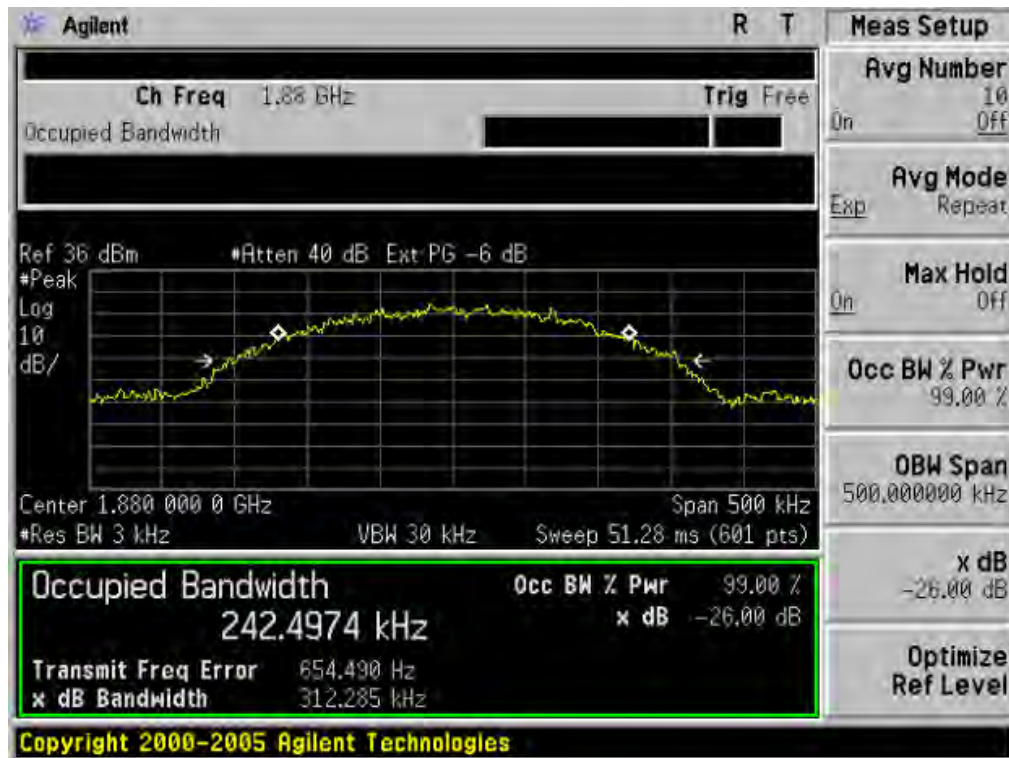 Agilent R T
Ch Freq 1.88 GHz Trig Free
Occupied Bandwidth
Ref 36 dBm #Atten 40 dB Ext PG -6 dB
#Peak
Log
10
dB/
Center 1.880 000 0 GHz Span 500 kHz
#Res BW 3 kHz VBW 30 kHz Sweep 51.28 ms (601 pts)
Occupied Bandwidth Occ BW % Pwr 99.00 %
242.4974 kHz x dB -26.00 dB
Transmit Freq Error 654.490 Hz
x dB Bandwidth 312.285 kHz
Copyright 2000-2005 Agilent Technologies
Meas Setup
Avg Number
10
On Off
Avg Mode
Exp Repeat
Max Hold
On Off
Occ BW % Pwr
99.00 %
OBW Span
500.000000 kHz
x dB
-26.00 dB
Optimize
Ref Level